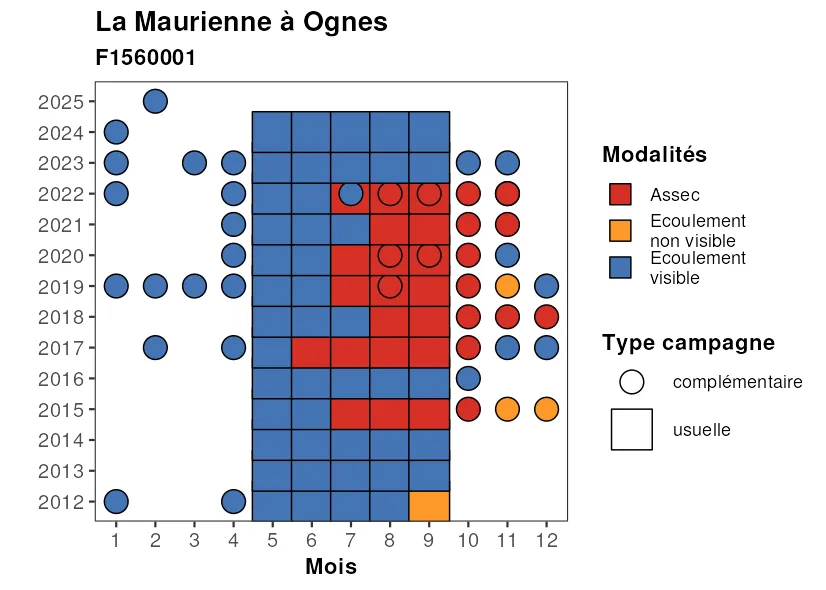 La Maurienne à Ognes
F1560001
2025
2024
2023
2022
2021
2020
2019
2018
2017
2016
2015
2014
2013
2012
1 2 3 4 5 6 7 8 9 10 11 12
Mois
Modalités
Assec
Ecoulement
non visible
Ecoulement
visible
Type campagne
complémentaire
usuelle